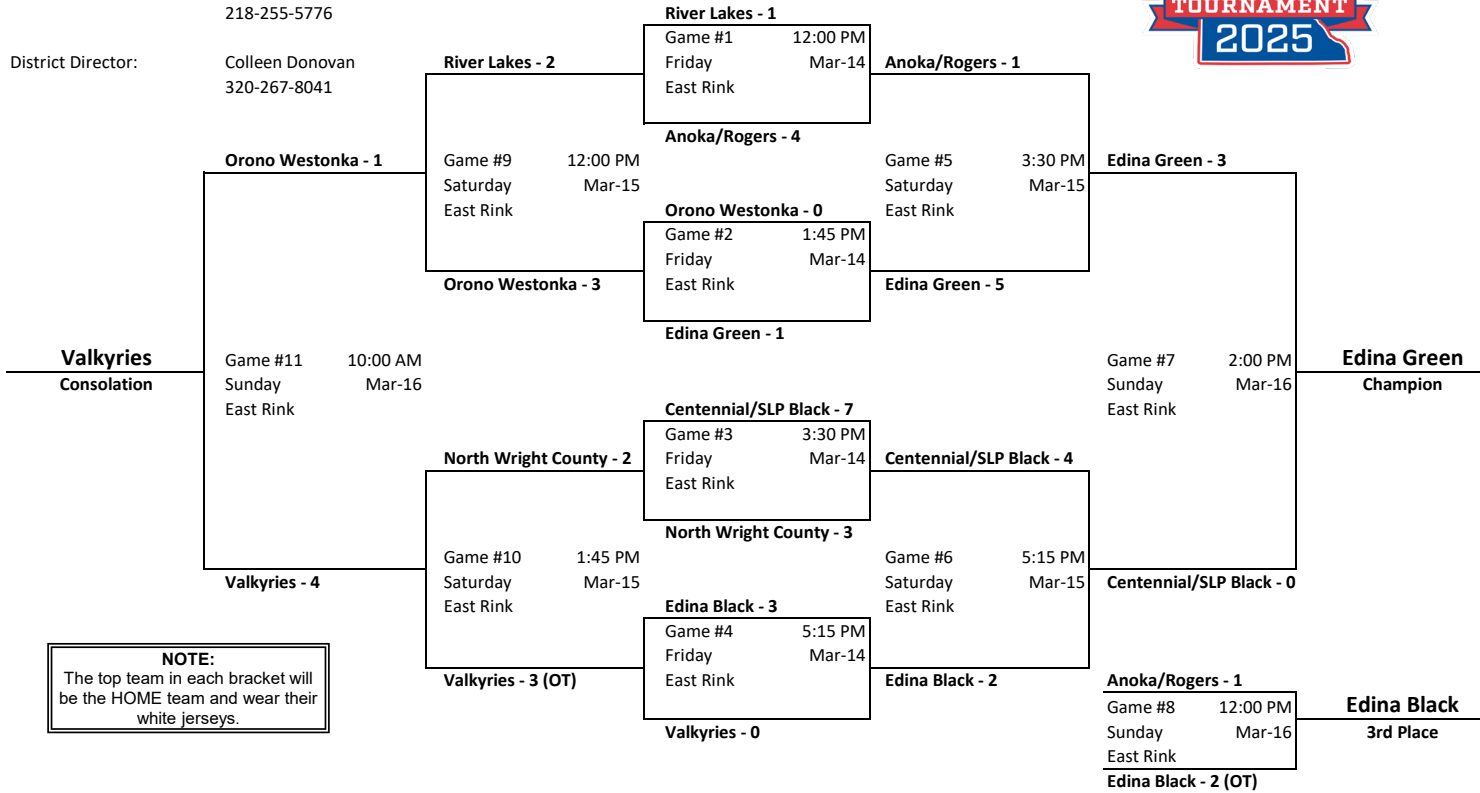 218-255-5776
River Lakes - 1
TOURNAMENT
2025
Game #1 12:00 PM
District Director: Colleen Donovan
River Lakes - 2
Friday Mar-14
Anoka/Rogers - 1
320-267-8041
East Rink
Anoka/Rogers - 4
Orono Westonka - 1
Game #9 12:00 PM
Game #5 3:30 PM
Edina Green - 3
Saturday Mar-15
Saturday Mar-15
East Rink
Orono Westonka - 0
East Rink
Game #2 1:45 PM
Friday Mar-14
Orono Westonka - 3
East Rink
Edina Green - 5
Edina Green - 1
Valkyries
Game #11 10:00 AM
Game #7 2:00 PM
Edina Green
Consolation
Sunday Mar-16
Sunday Mar-16
Champion
East Rink
Centennial/SLP Black - 7
East Rink
Game #3 3:30 PM
North Wright County - 2
Friday Mar-14
Centennial/SLP Black - 4
East Rink
North Wright County - 3
Game #10 1:45 PM
Game #6 5:15 PM
Valkyries - 4
Saturday Mar-15
Saturday Mar-15
Centennial/SLP Black - 0
East Rink
Edina Black - 3
East Rink
Game #4 5:15 PM
NOTE:
The top team in each bracket will
be the HOME team and wear their
white jerseys.
Friday Mar-14
Valkyries - 3 (OT)
East Rink
Edina Black - 2
Anoka/Rogers - 1
Valkyries - 0
Game #8 12:00 PM
Edina Black
Sunday Mar-16
3rd Place
East Rink
Edina Black - 2 (OT)